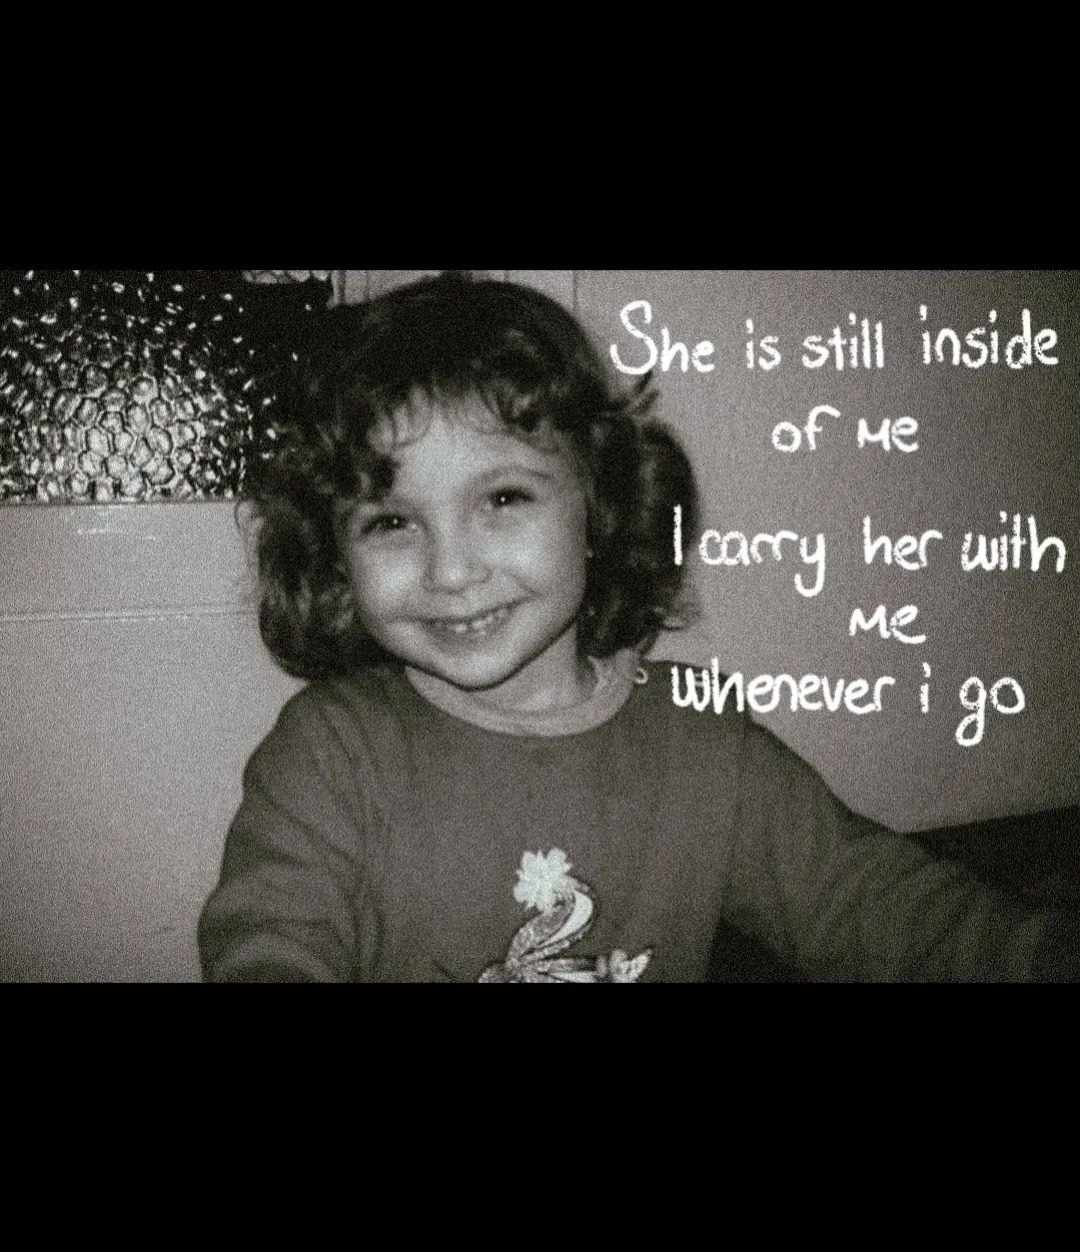 She is still inside
of me
I carry her with
me
whenever i go